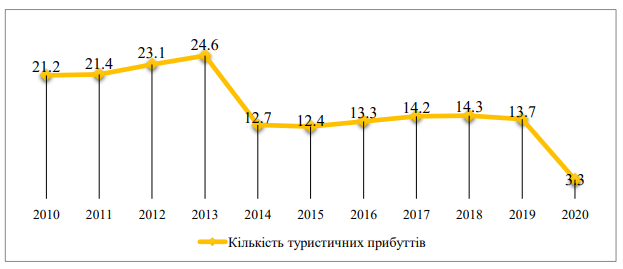 21.2 21.4 23.1 24.6 12.7 12.4 13.3 14.2 14.3 13.7 3.3
2010 2011 2012 2013 2014 2015 2016 2017 2018 2019 2020
Кількість туристичних прибуттів